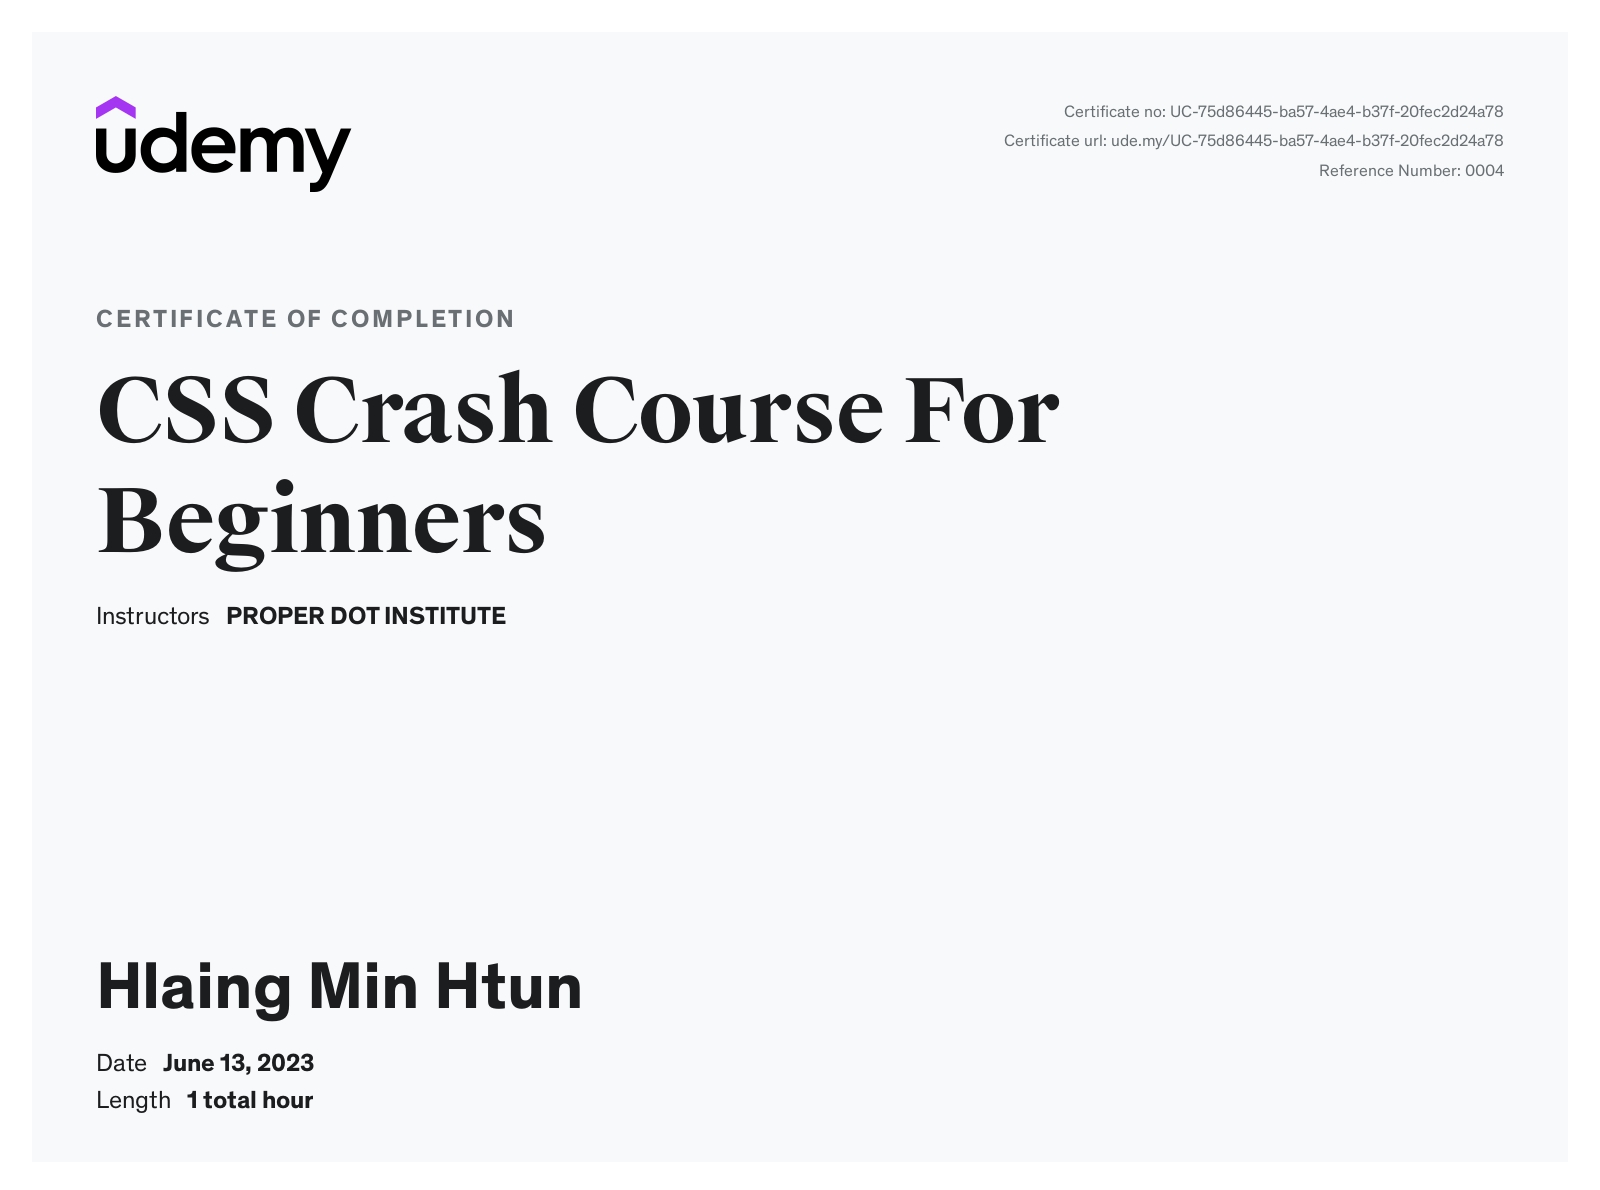 udemy
Certificate no: UC-75d86445-ba57-4ae4-b37f-20fec2d24a78
Certificate url: ude.my/UC-75d86445-ba57-4ae4-b37f-20fec2d24a78
Reference Number: 0004
CERTIFICATE OF COMPLETION
CSS Crash Course For
Beginners
Instructors PROPER DOT INSTITUTE
Hlaing Min Htun
Date June 13, 2023
Length 1 total hour